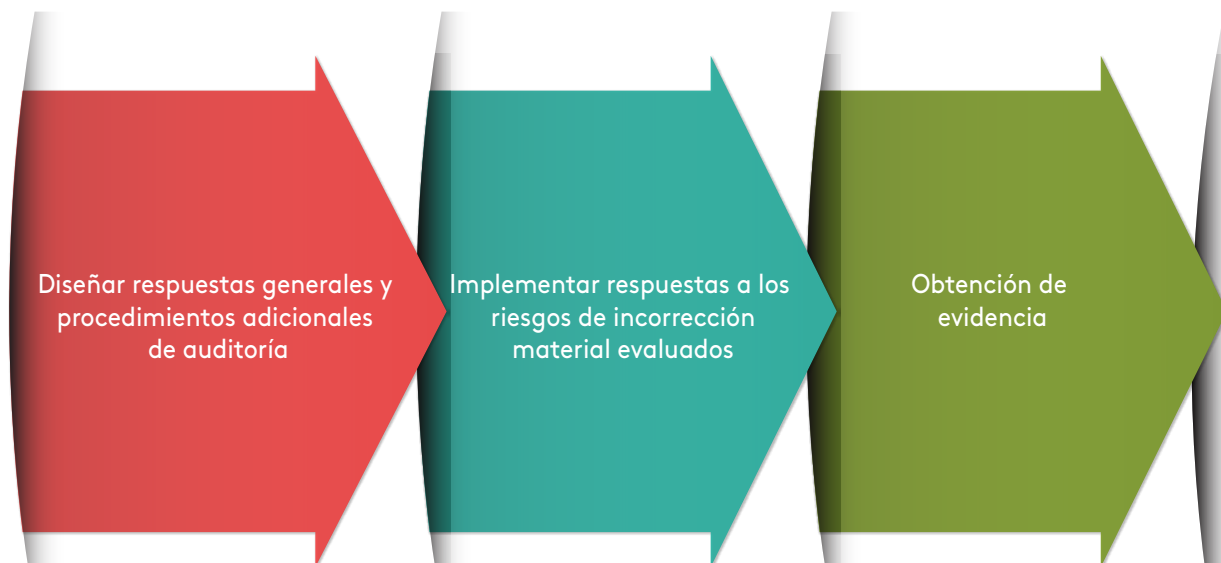 Diseñar respuestas generales y
procedimientos adicionales
de auditoría
Implementar respuestas a los
riesgos de incorrección
material evaluados
Obtención de
evidencia